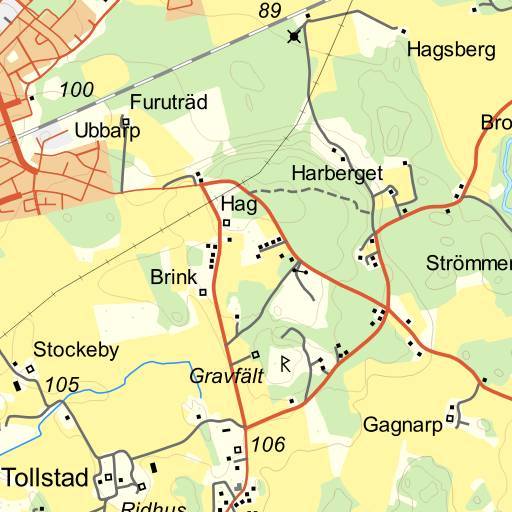 89
Hagsberg
100
Furuträd
Ubbarp
Bro
Harberget
Hag
Strömmer
Brink
Stockeby
Gravfält
105
Gagnarp
106
Tollstad
Ridhus